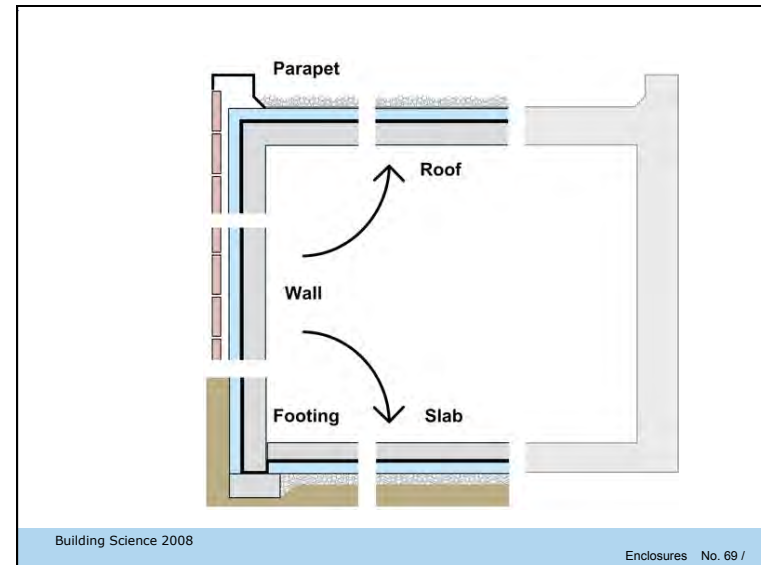 Parapet
Roof
Wall
Footing Slab
Building Science 2008
Enclosures No. 69 /